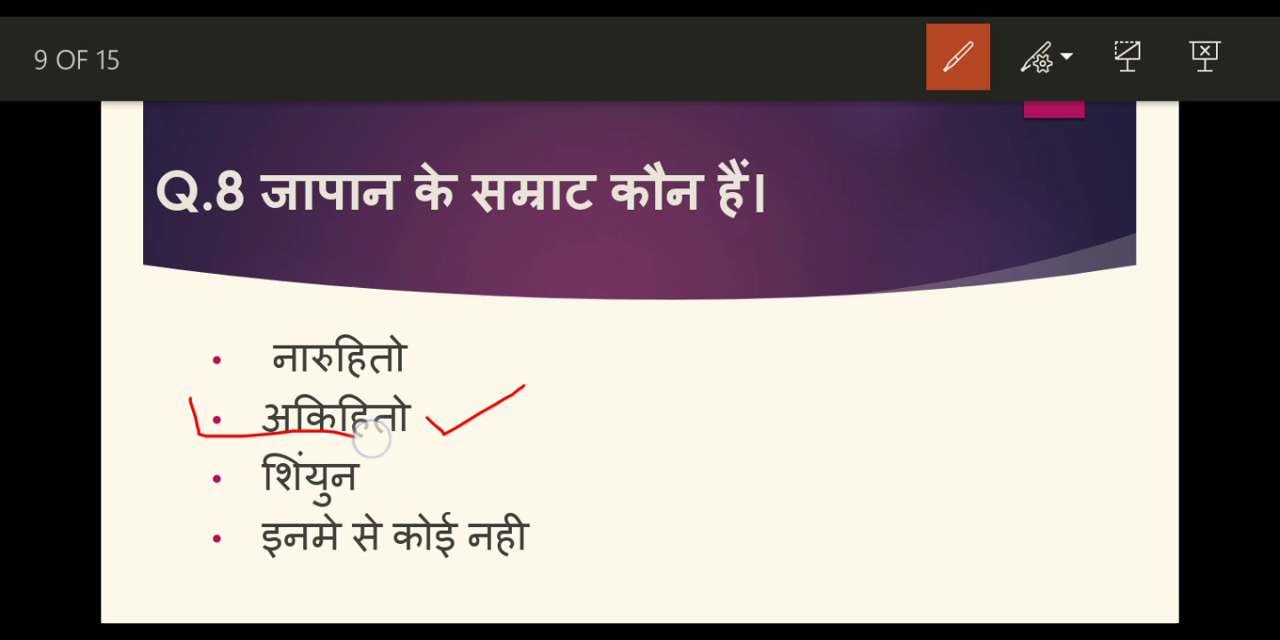 9 OF 15
Q.8 जापान के सम्राट कौन हैं।
• नारुहितो
• अकिहितो
• शिंयुन
• इनमे से कोई नही